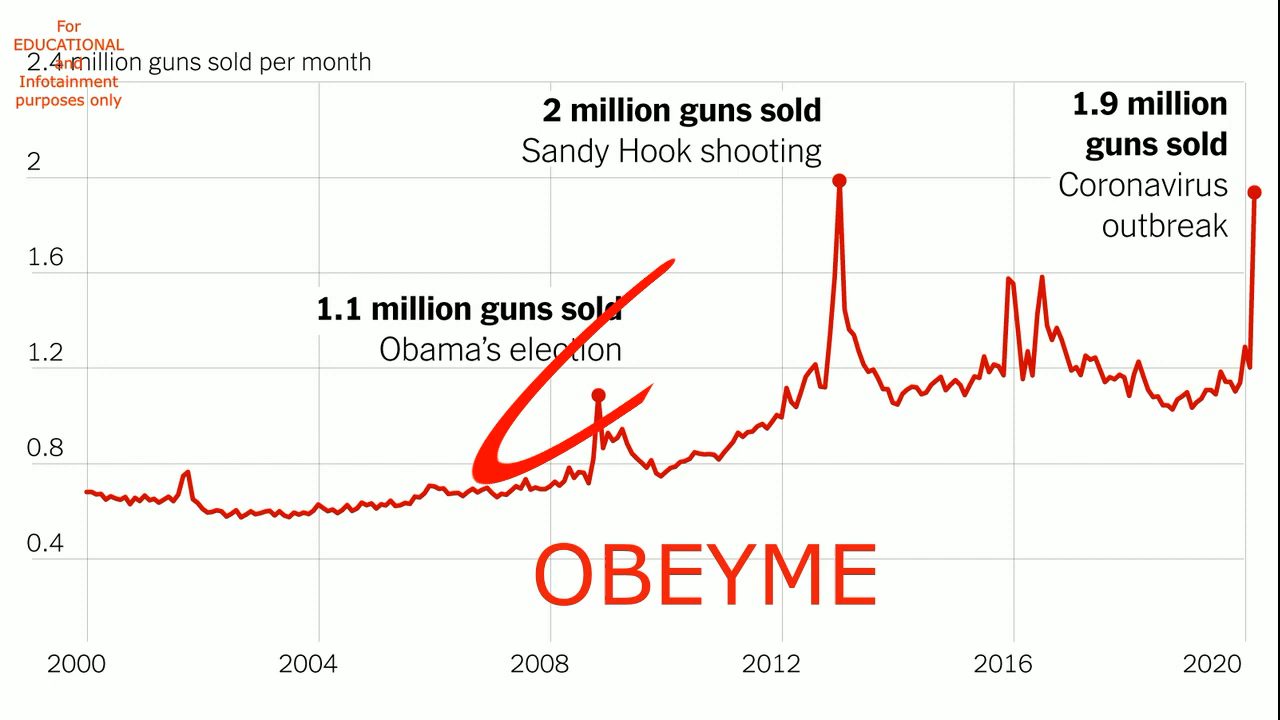 For
EDUCATIONAL
and
Infotainment
purposes only
2.4 million guns sold per month
2 million guns sold
Sandy Hook shooting
1.9 million
guns sold
Coronavirus
outbreak
2
1.6
1.1 million guns sold
Obama’s election
1.2
0.8
0.4
OBEYME
2000
2004
2008
2012
2016
2020